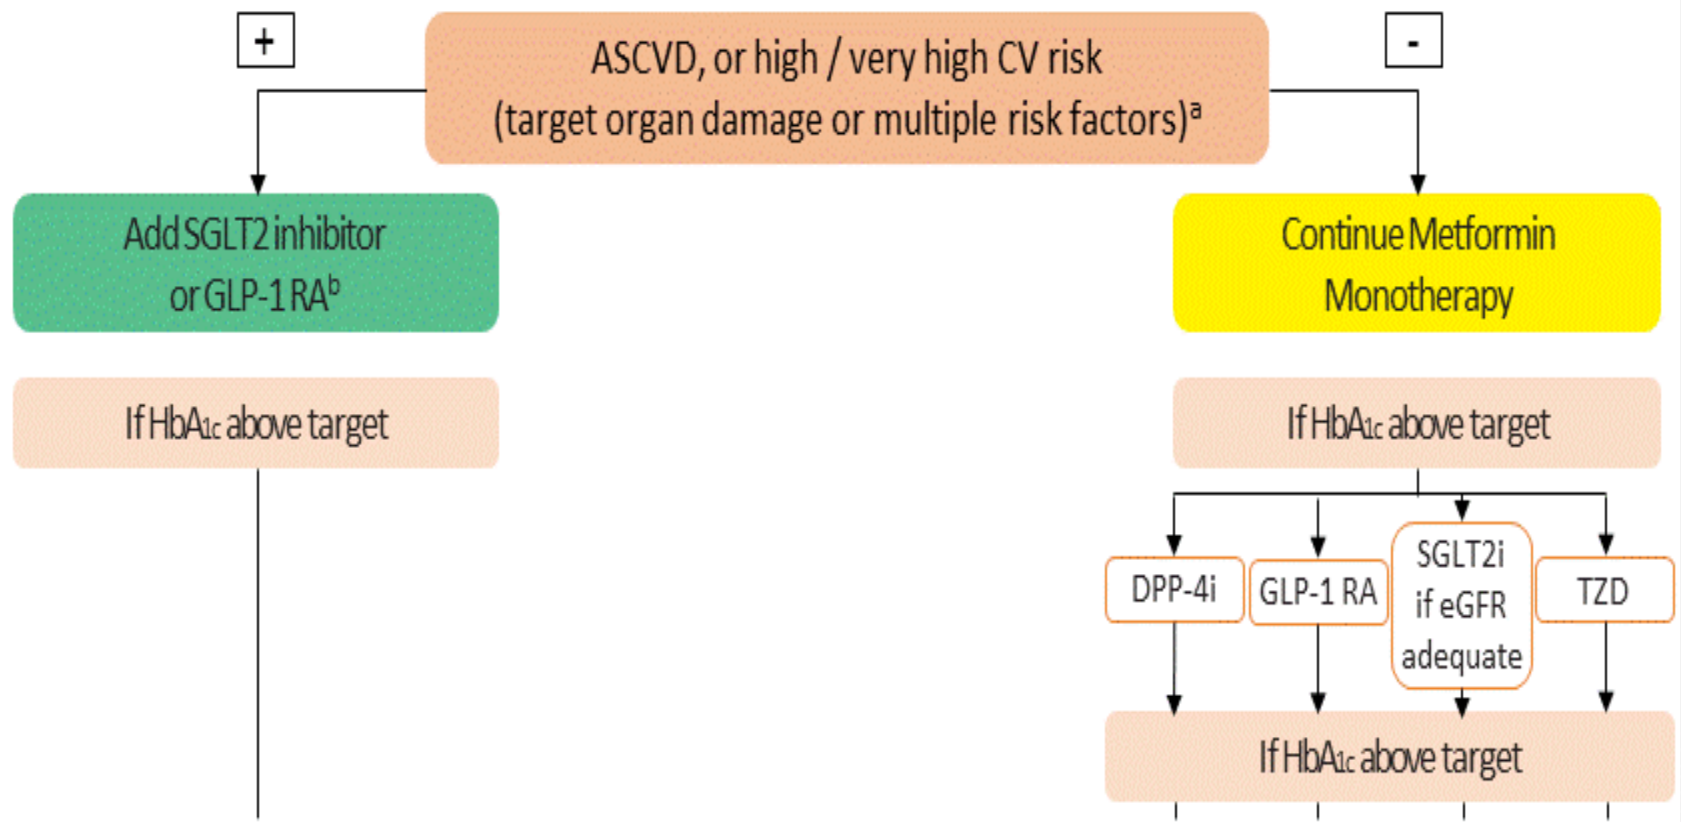 +
ASCVD, or high / very high CV risk
(target organ damage or multiple risk factors)ª
-
Add SGLT2 inhibitor
or GLP-1 RAᵇ
Continue Metformin
Monotherapy
If HbA1c above target
If HbA1c above target
DPP-4i
GLP-1 RA
SGLT2i
if eGFR
adequate
TZD
If HbA1c above target